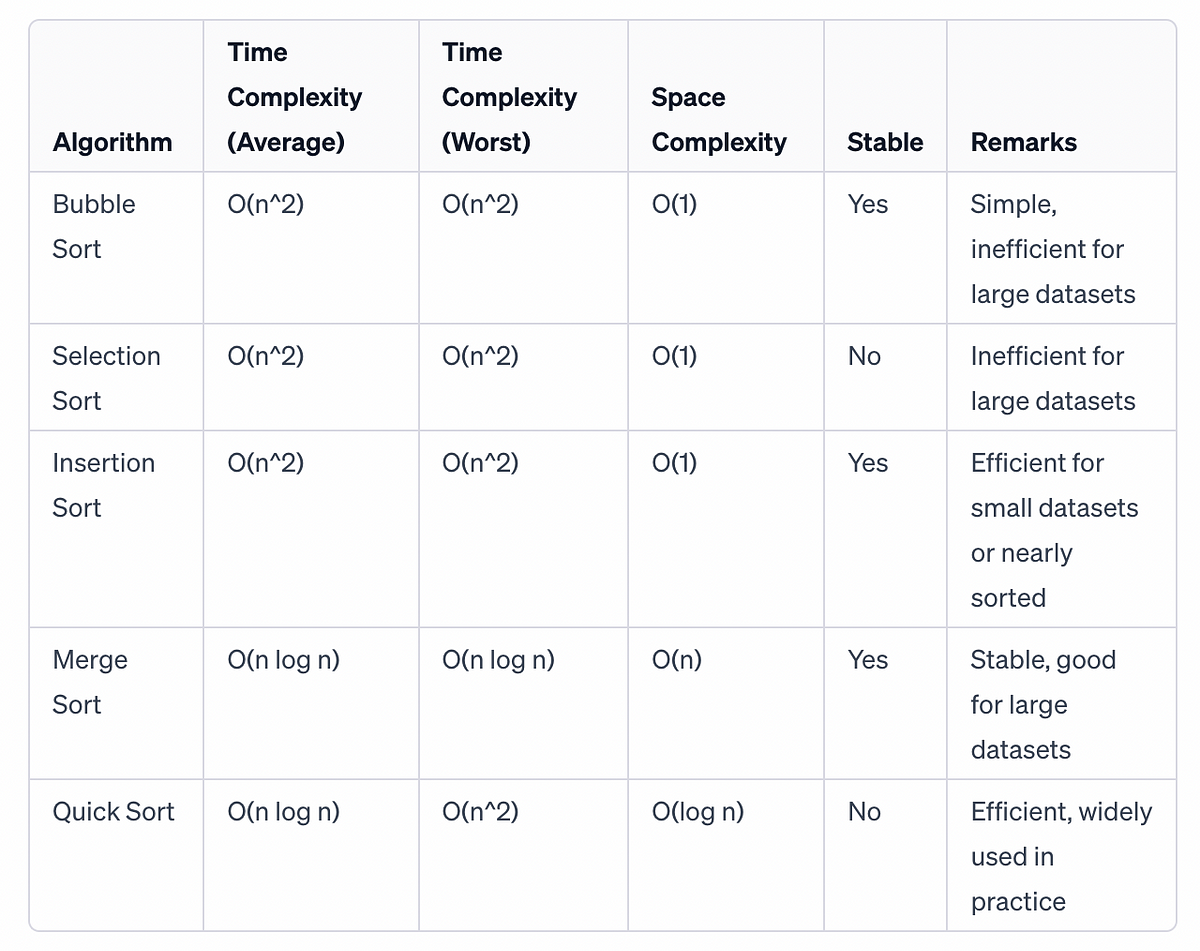 Algorithm
Time
Complexity
(Average)
Time
Complexity
(Worst)
Space
Complexity
Stable
Remarks
Bubble
Sort
O(n^2)
O(n^2)
O(1)
Yes
Simple,
inefficient for
large datasets
Selection
Sort
O(n^2)
O(n^2)
O(1)
No
Inefficient for
large datasets
Insertion
Sort
O(n^2)
O(n^2)
O(1)
Yes
Efficient for
small datasets
or nearly
sorted
Merge
Sort
O(n log n)
O(n log n)
O(n)
Yes
Stable, good
for large
datasets
Quick Sort
O(n log n)
O(n^2)
O(log n)
No
Efficient, widely
used in
practice